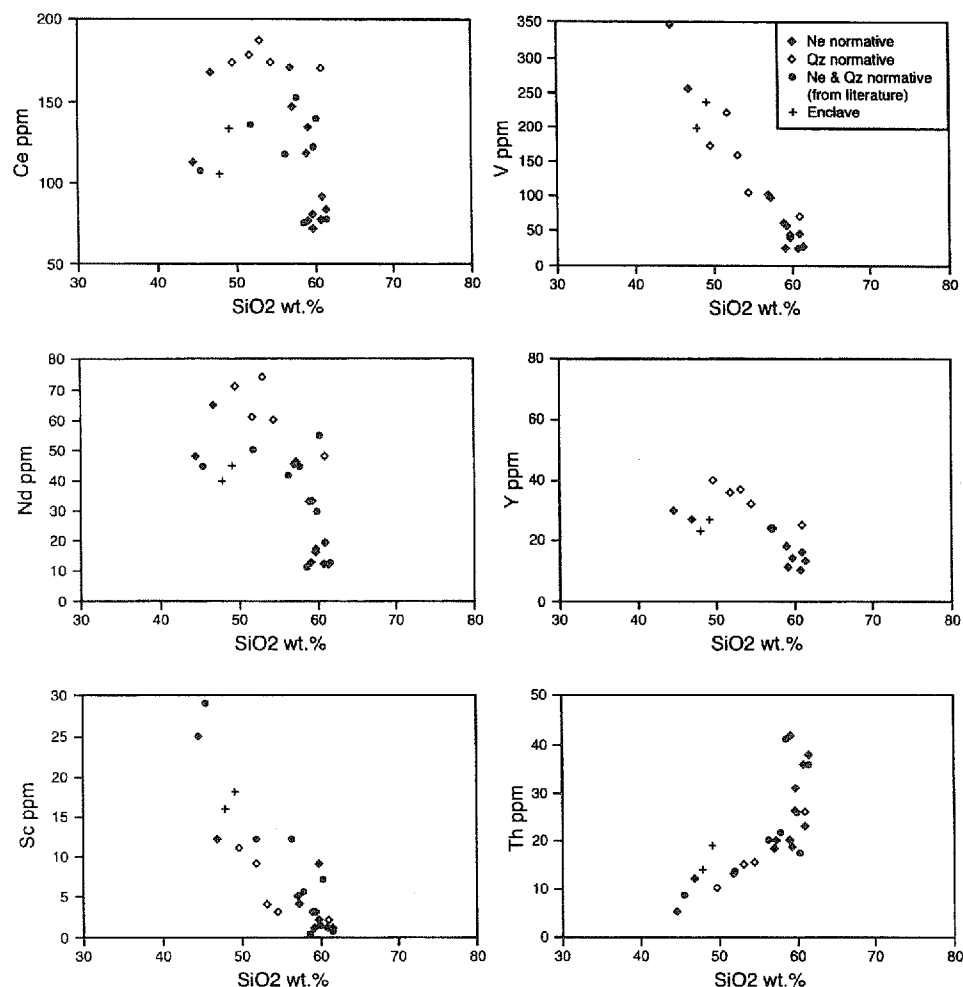 200
150
100
50
30 40 50 60 70 80
Ce ppm
SiO2 wt.%
350
300
250
200
150
100
50
0
30 40 50 60 70 80
V ppm
SiO2 wt.%
Ne normative
Qz normative
Ne & Qz normative
(from literature)
Enclave
80
70
60
50
40
30
20
10
0
30 40 50 60 70 80
Nd ppm
SiO2 wt.%
80
60
40
20
0
30 40 50 60 70 80
Y ppm
SiO2 wt.%
30
25
20
15
10
5
0
30 40 50 60 70 80
Sc ppm
SiO2 wt.%
50
40
30
20
10
0
30 40 50 60 70 80
Th ppm
SiO2 wt.%